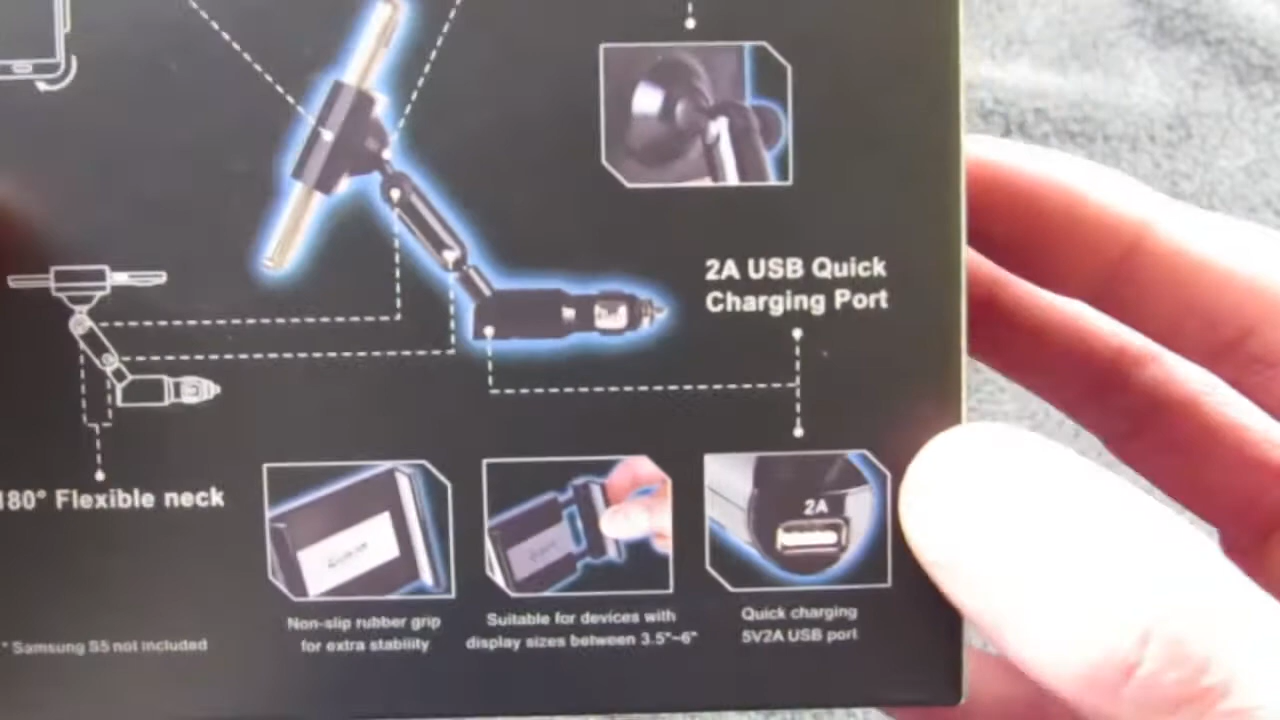 2A USB Quick
Charging Port
180° Flexible neck
2A
Non-slip rubber grip
for extra stability
Suitable for devices with
display sizes between 3.5"~6"
Quick charging
5V2A USB port
* Samsung S5 not included